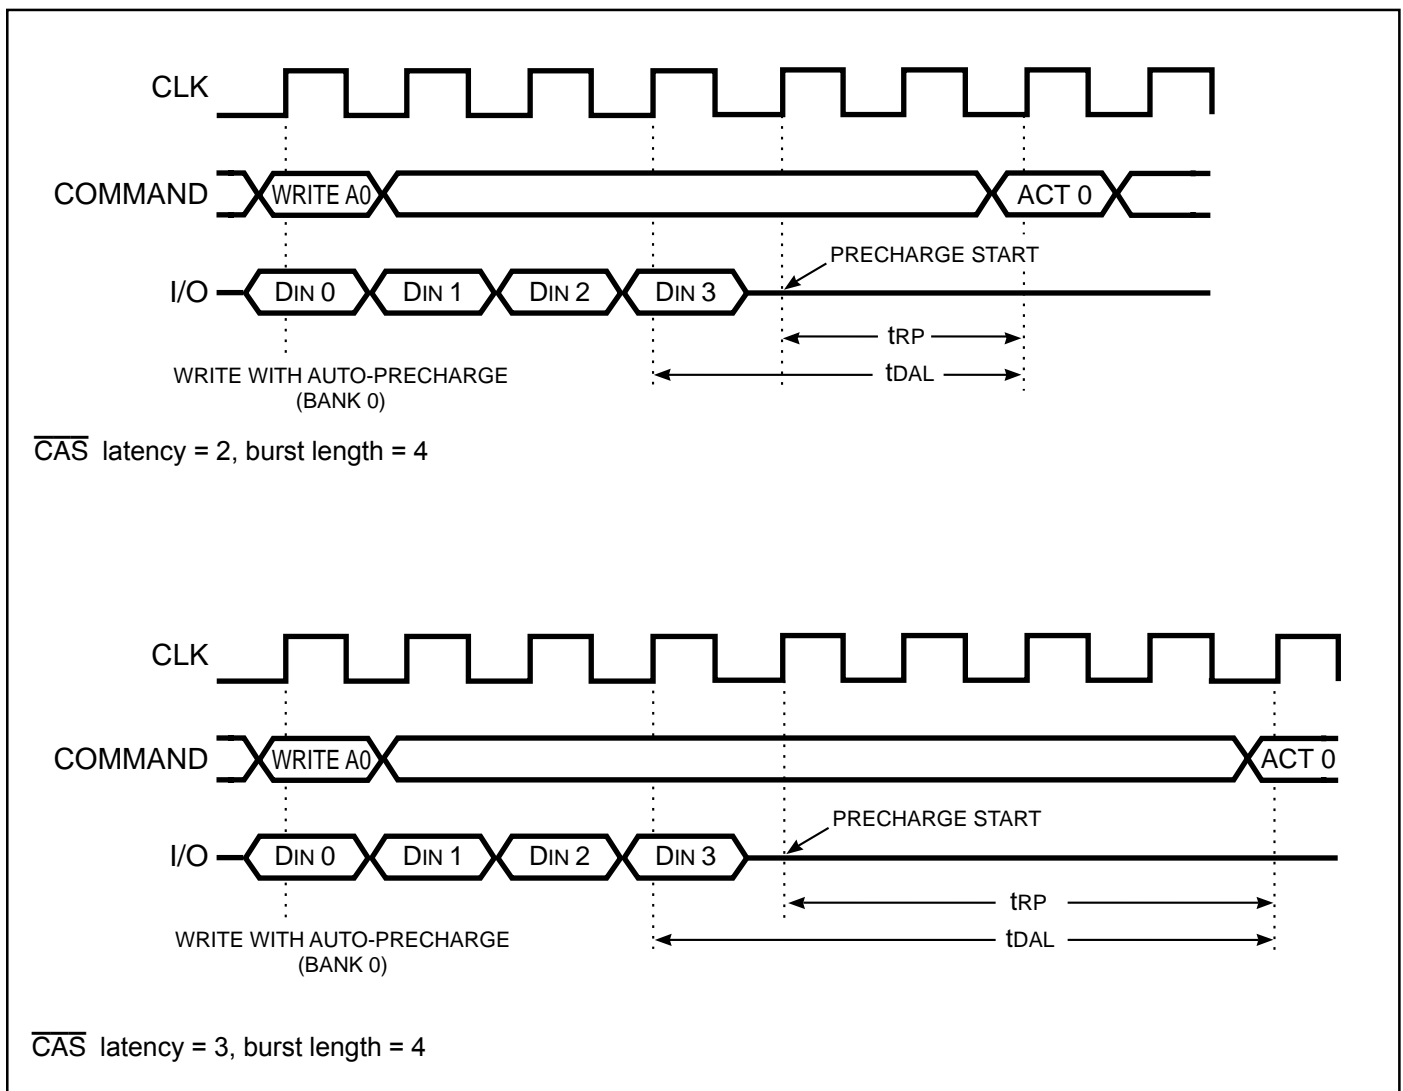 CLK
COMMAND WRITE A0 ACT 0
PRECHARGE START
I/O DIN 0 DIN 1 DIN 2 DIN 3
tRP
WRITE WITH AUTO-PRECHARGE tDAL
(BANK 0)
CAS latency = 2, burst length = 4
CLK
COMMAND WRITE A0 ACT 0
PRECHARGE START
I/O DIN 0 DIN 1 DIN 2 DIN 3
tRP
WRITE WITH AUTO-PRECHARGE tDAL
(BANK 0)
CAS latency = 3, burst length = 4